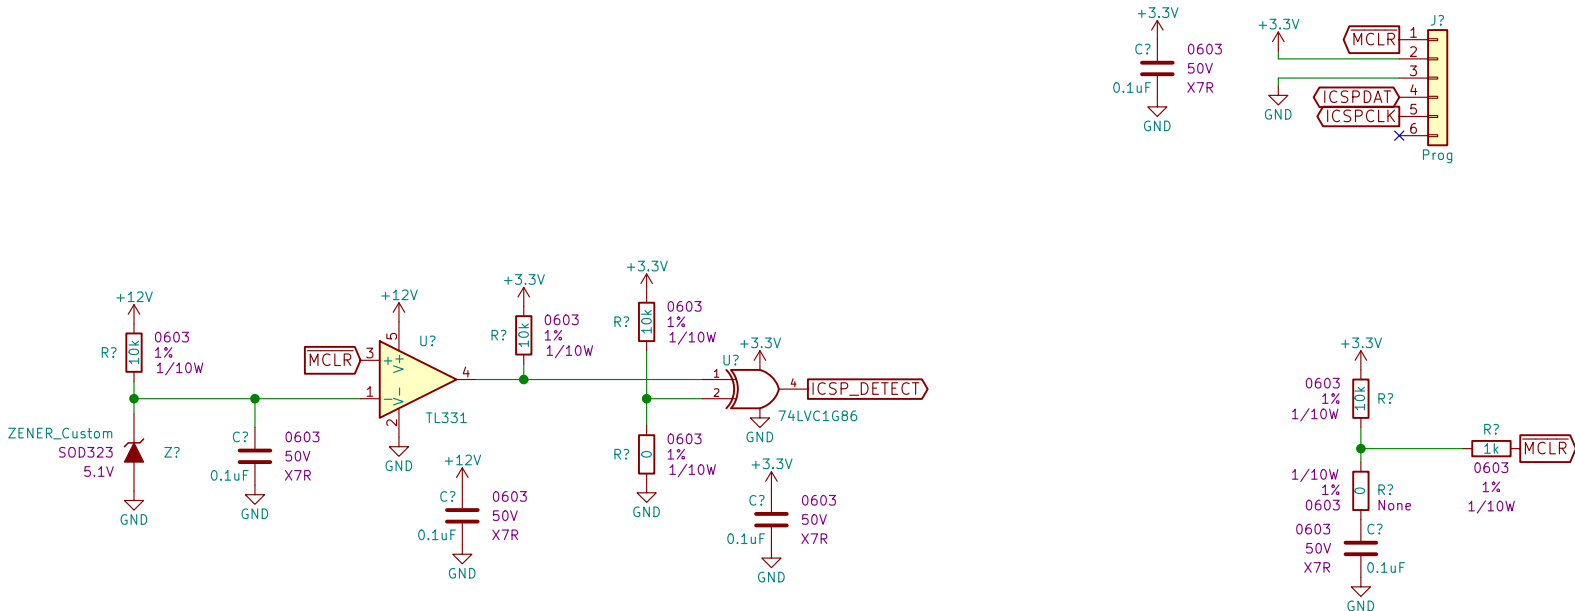 +3.3V
C?
0603
50V
0.1uF
X7R
GND
+3.3V
GND
J?
MCLR
1
2
3
ICSPDAT
4
ICSPCLK
5
6
Prog
+12V
R?
10k
0603
1%
1/10W
ZENER_Custom
SOD323
5.1V
Z?
GND
C?
0603
50V
0.1uF
X7R
GND
+12V
U?
MCLR
3
+
V+
5
1
-
V-
2
4
TL331
GND
+12V
C?
0603
50V
0.1uF
X7R
GND
+3.3V
R?
10k
0603
1%
1/10W
+3.3V
R?
10k
0603
1%
1/10W
R?
0
0603
1%
1/10W
GND
U?
+3.3V
1
2
4
ICSP_DETECT
74LVC1G86
GND
+3.3V
C?
0603
50V
0.1uF
X7R
GND
+3.3V
0603
1%
1/10W
10k
R?
R?
1k
MCLR
0603
1%
1/10W
1/10W
1%
0603
0
R?
None
0603
50V
X7R
C?
0.1uF
GND